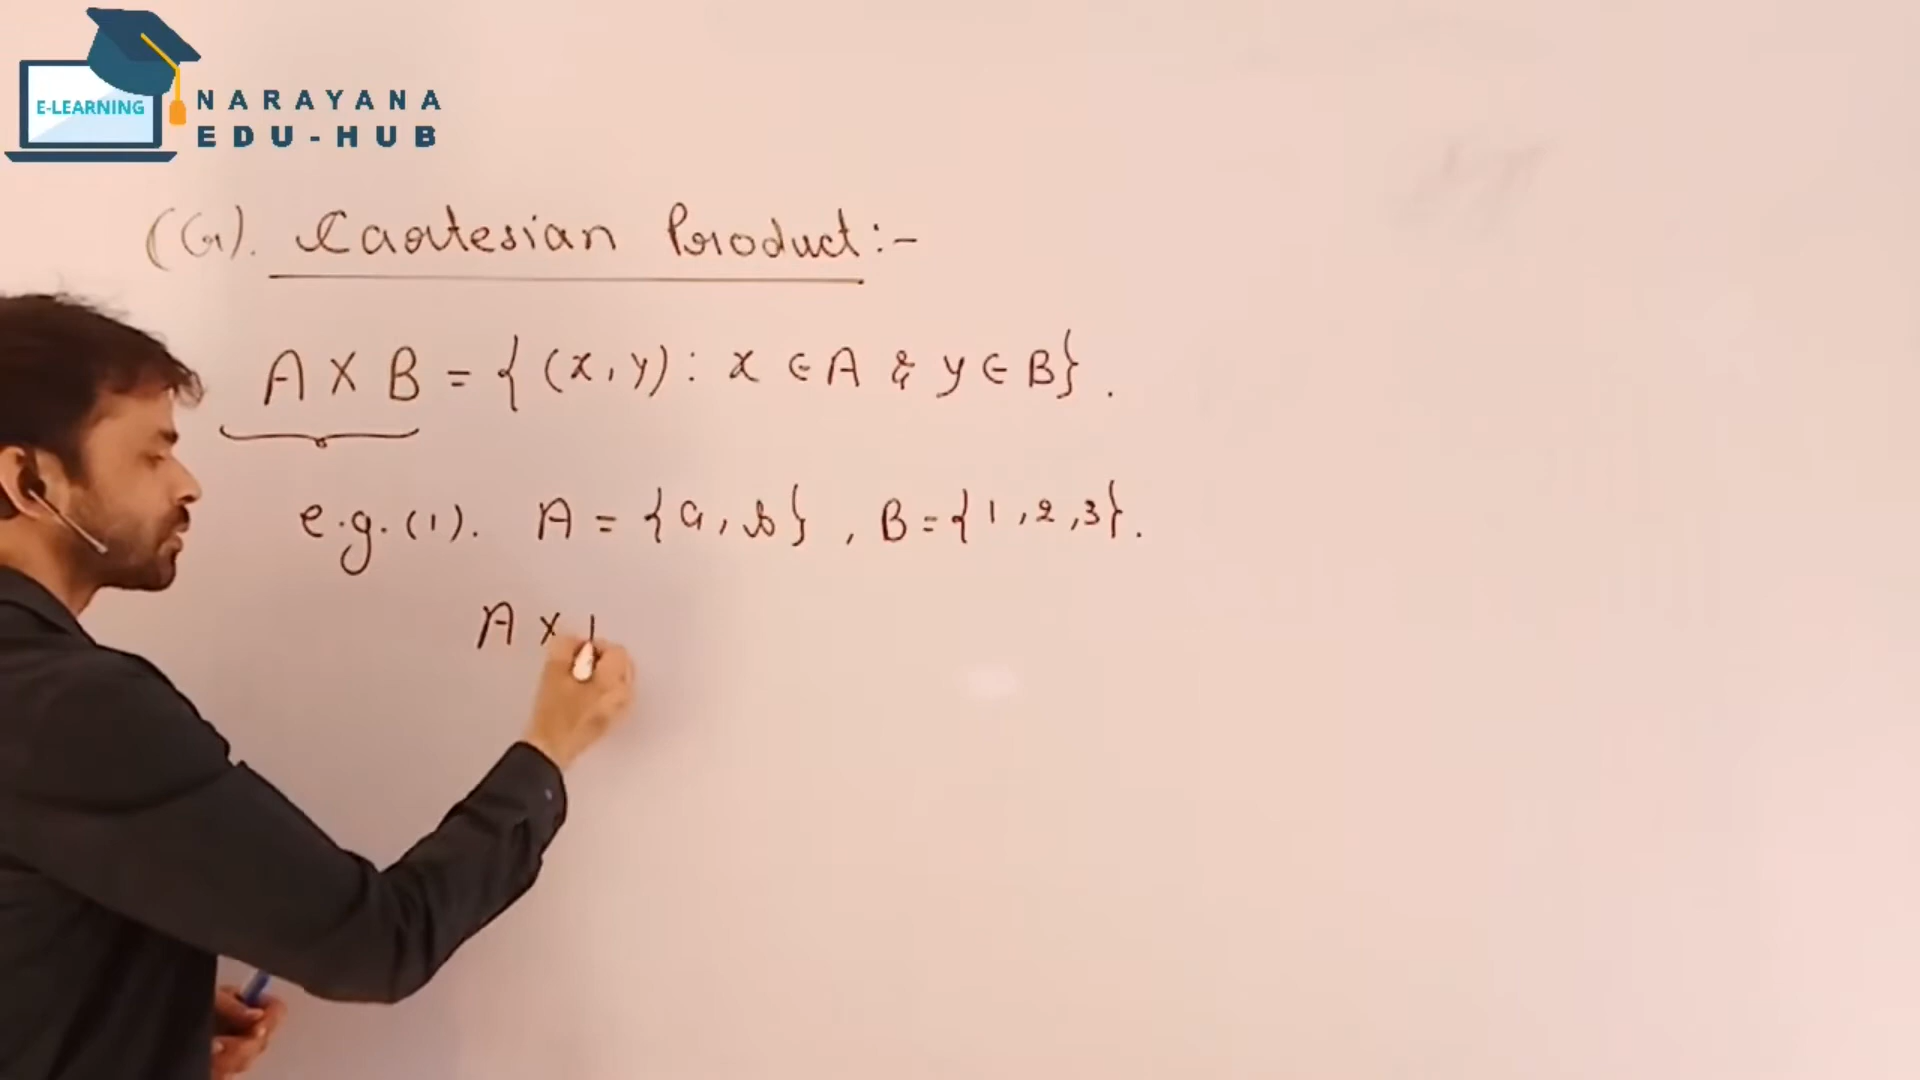 E-LEARNING
NARAYANA
EDU-HUB
(G). Cartesian Product:-
A X B = { (x, y) : x ∈ A & y ∈ B} .
e.g. (1). A = {a, b} , B = {1, 2, 3}.
A ×